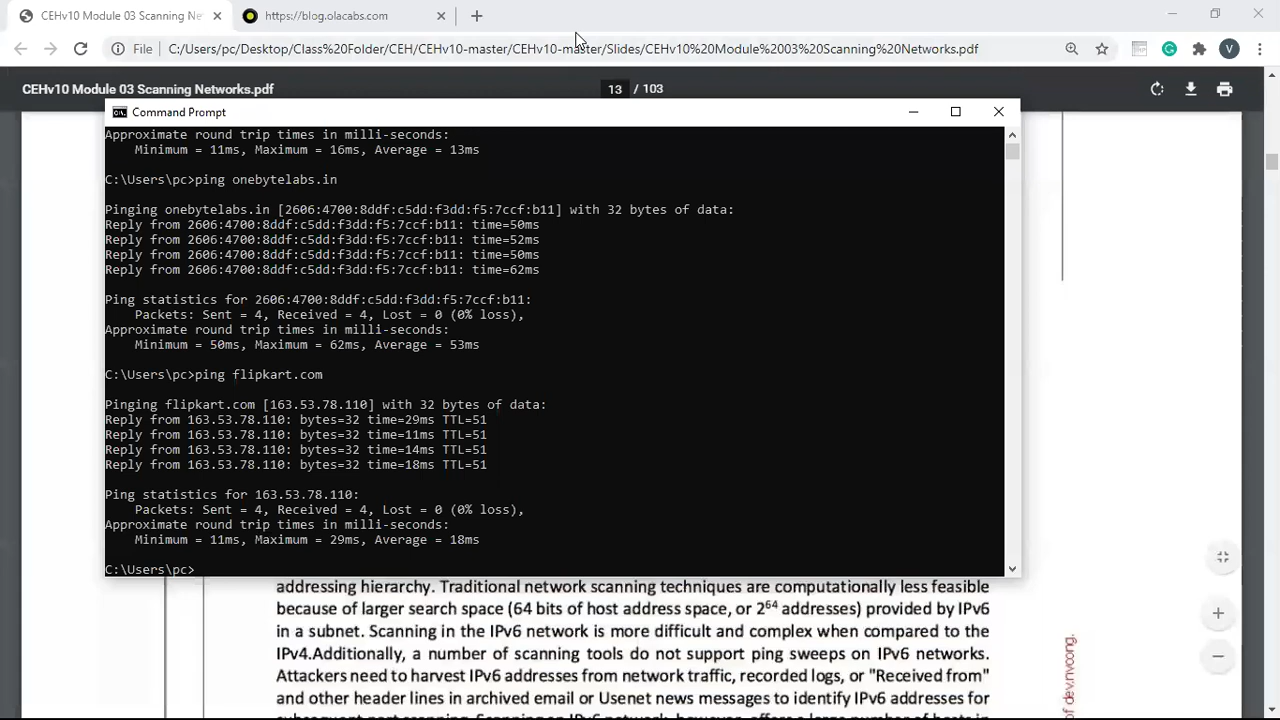 CEHv10 Module 03 Scanning Ne
https://blog.olacabs.com
File
C:/Users/pc/Desktop/Class%20Folder/CEH/CEHv10-master/CEHv10-master/Slides/CEHv10%20Module%2003%20Scanning%20Networks.pdf
V
CEHv10 Module 03 Scanning Networks.pdf
13 / 103
Command Prompt
Approximate round trip times in milli-seconds:
Minimum = 11ms, Maximum = 16ms, Average = 13ms
C:\Users\pc>ping onebytelabs.in
Pinging onebytelabs.in [2606:4700:8ddf:c5dd:f3dd:f5:7ccf:b11] with 32 bytes of data:
Reply from 2606:4700:8ddf:c5dd:f3dd:f5:7ccf:b11: time=50ms
Reply from 2606:4700:8ddf:c5dd:f3dd:f5:7ccf:b11: time=52ms
Reply from 2606:4700:8ddf:c5dd:f3dd:f5:7ccf:b11: time=50ms
Reply from 2606:4700:8ddf:c5dd:f3dd:f5:7ccf:b11: time=62ms
Ping statistics for 2606:4700:8ddf:c5dd:f3dd:f5:7ccf:b11:
Packets: Sent = 4, Received = 4, Lost = 0 (0% loss),
Approximate round trip times in milli-seconds:
Minimum = 50ms, Maximum = 62ms, Average = 53ms
C:\Users\pc>ping flipkart.com
Pinging flipkart.com [163.53.78.110] with 32 bytes of data:
Reply from 163.53.78.110: bytes=32 time=29ms TTL=51
Reply from 163.53.78.110: bytes=32 time=11ms TTL=51
Reply from 163.53.78.110: bytes=32 time=14ms TTL=51
Reply from 163.53.78.110: bytes=32 time=18ms TTL=51
Ping statistics for 163.53.78.110:
Packets: Sent = 4, Received = 4, Lost = 0 (0% loss),
Approximate round trip times in milli-seconds:
Minimum = 11ms, Maximum = 29ms, Average = 18ms
C:\Users\pc>
addressing hierarchy. Traditional network scanning techniques are computationally less feasible
because of larger search space (64 bits of host address space, or 2⁶⁴ addresses) provided by IPv6
in a subnet. Scanning in the IPv6 network is more difficult and complex when compared to the
IPv4.Additionally, a number of scanning tools do not support ping sweeps on IPv6 networks.
Attackers need to harvest IPv6 addresses from network traffic, recorded logs, or "Received from"
and other header lines in archived email or Usenet news messages to identify IPv6 addresses for
of dev.nvcong.